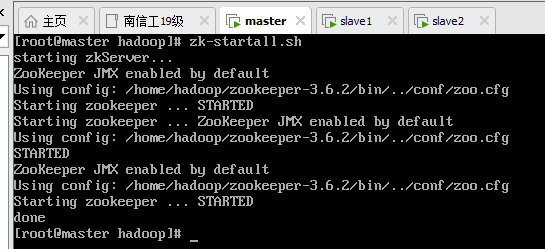 主页 南信工19级 master slave1 slave2
[root@master hadoop]# zk-startall.sh
starting zkServer...
ZooKeeper JMX enabled by default
Using config: /home/hadoop/zookeeper-3.6.2/bin/../conf/zoo.cfg
Starting zookeeper ... STARTED
Starting zookeeper ... ZooKeeper JMX enabled by default
Using config: /home/hadoop/zookeeper-3.6.2/bin/../conf/zoo.cfg
STARTED
ZooKeeper JMX enabled by default
Using config: /home/hadoop/zookeeper-3.6.2/bin/../conf/zoo.cfg
Starting zookeeper ... STARTED
done
[root@master hadoop]# _